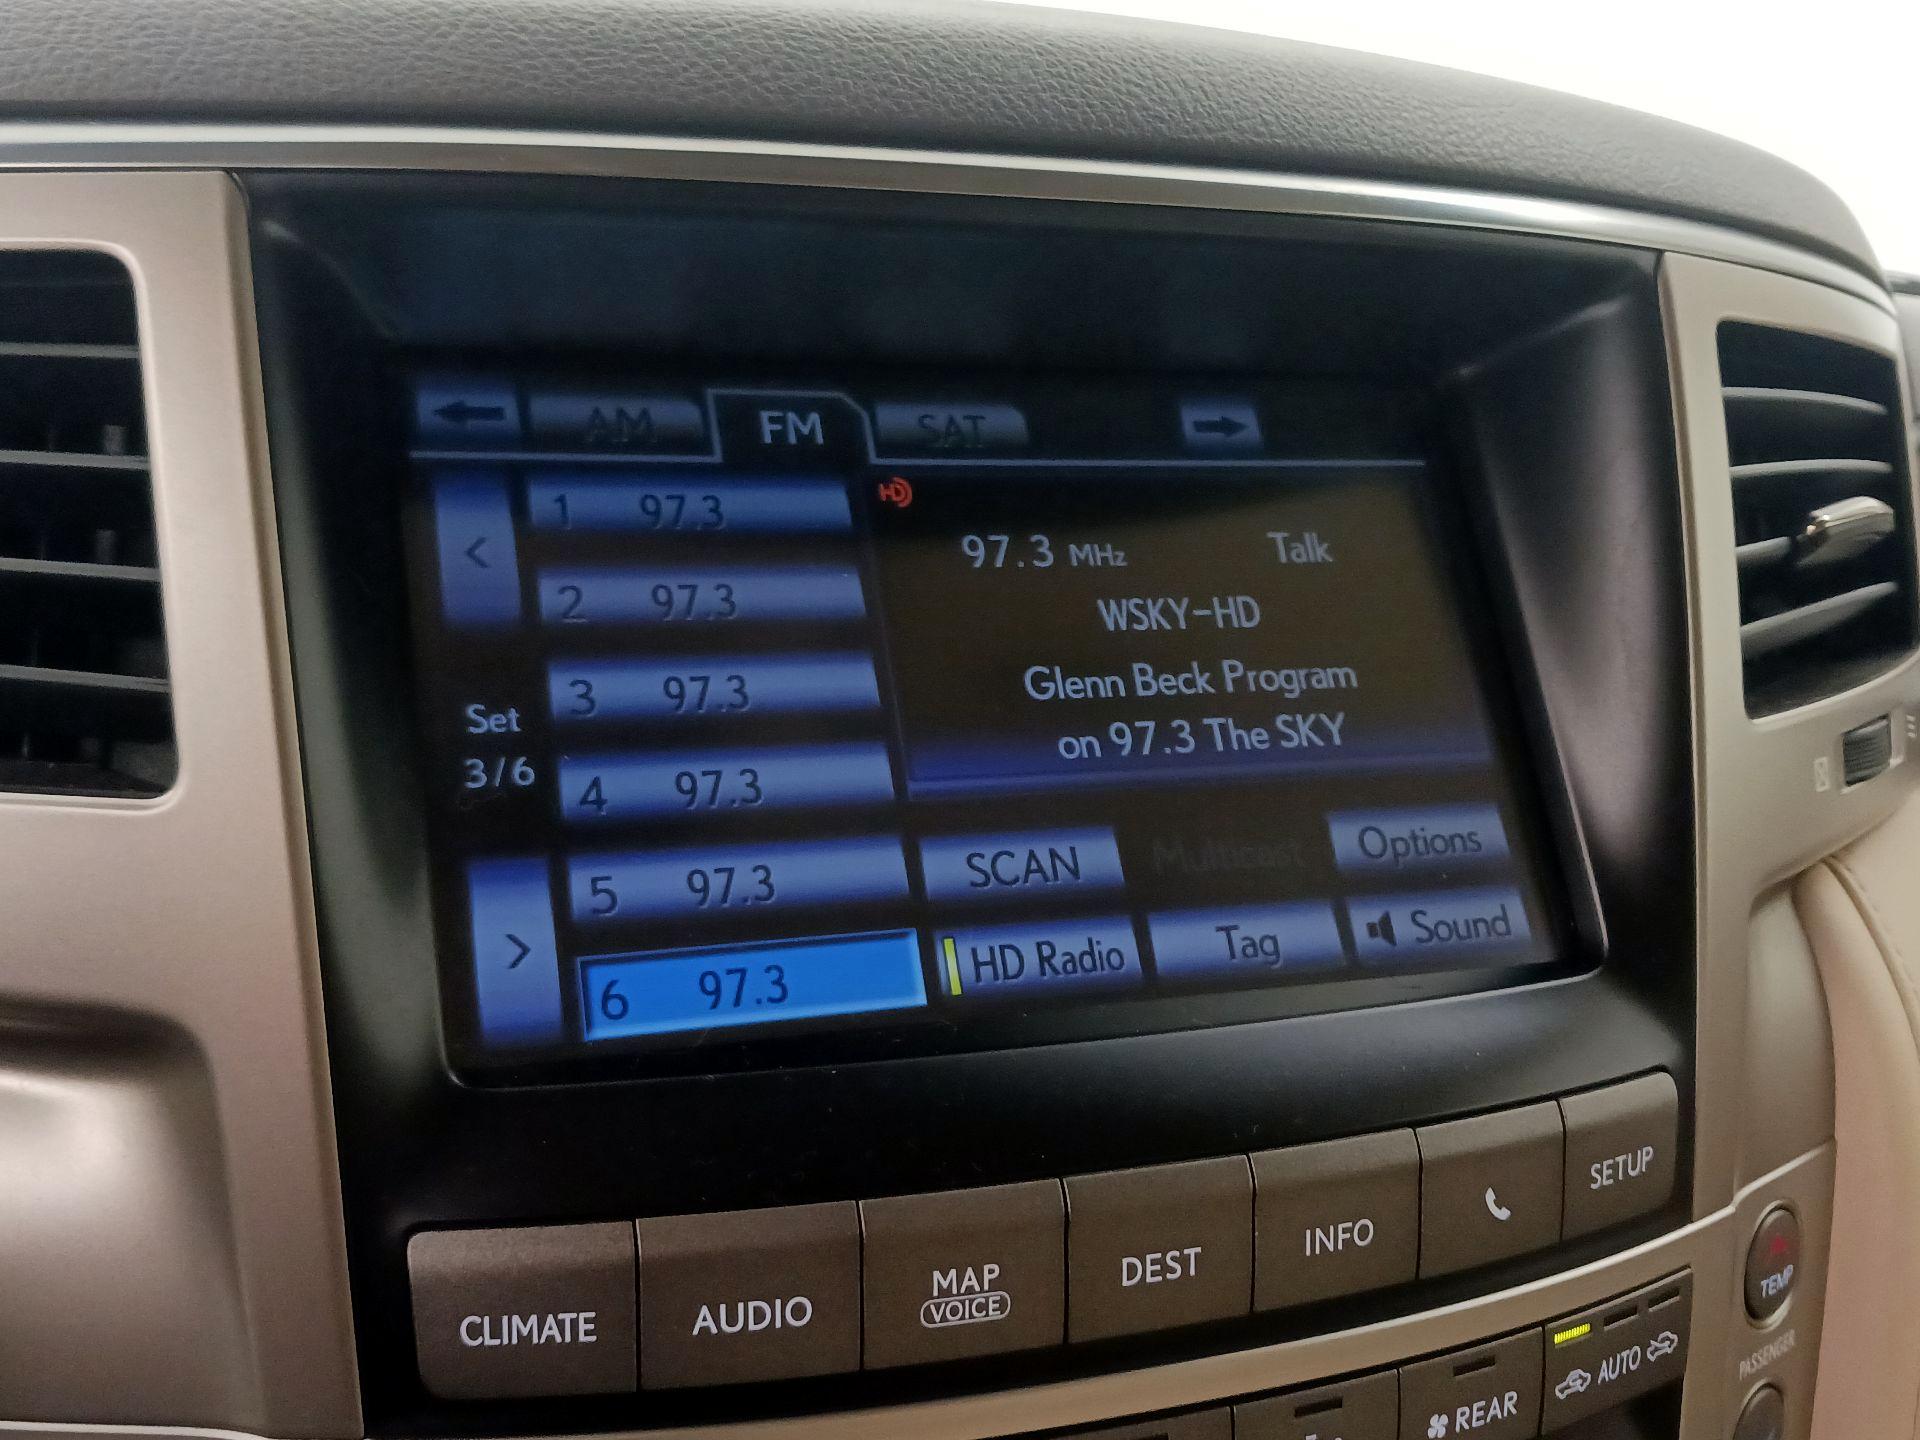 AM FM SAT
HD
1 97.3
2 97.3
3 97.3
4 97.3
5 97.3
6 97.3
<
Set
3/6
>
97.3 MHz Talk
WSKY-HD
Glenn Beck Program
on 97.3 The SKY
SCAN Multicast Options
HD Radio Tag Sound
CLIMATE AUDIO MAP VOICE DEST INFO SETUP
TEMP
PASSENGER
REAR AUTO